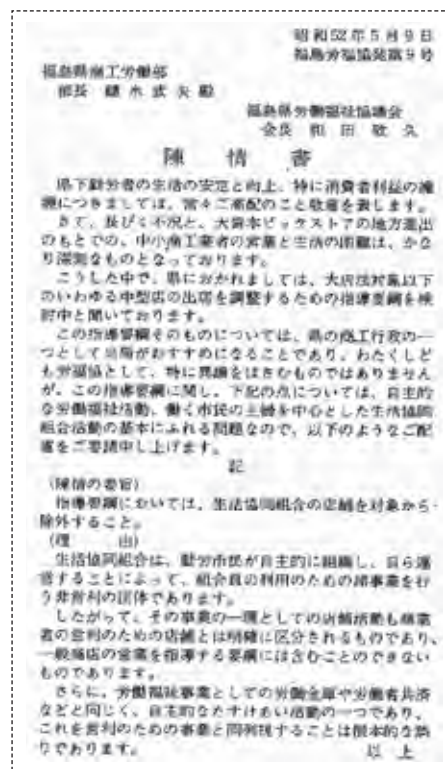 昭和52年5月9日
福島労福協発第9号
福島県商工労働部
部長 鏑木武矢殿
福島県労働福祉協議会
会長 和田敬久
陳情書
県下勤労者の生活の安定と向上、特に消費者利益の擁
護につきましては、常々ご高配のこと敬意を表します。
さて、長びく不況と、大資本ビックストアの地方進出
のもとでの、中小商工業者の営業と生活の困難は、かな
り深刻なものとなっております。
こうした中で、県におかれましては、大店法対象以下
のいわゆる中型店の出店を調整するための指導要綱を検
討中と聞いております。
この指導要綱そのものについては、県の商工行政の一
つとして当局がおすすめになることであり、わたくしど
も労福協として、特に異議をはさむものではありません
が、この指導要綱に関し、下記の点については、自主的
な労働福祉活動、働く市民の主婦を中心とした生活協同
組合活動の基本にふれる問題なので、以下のようなご配
慮をご要請申し上げます。
記
(陳情の要旨)
指導要綱においては、生活協同組合の店舗を対象から
除外すること。
(理 由)
生活協同組合は、勤労市民が自主的に組織し、自ら運
営することによって、組合員の利用のための諸事業を行
う非営利の団体であります。
したがって、その事業の一環としての店舗活動も商業
者の営利のための店舗とは明確に区分されるものであり、
一般商店の営業を指導する要綱には含むことのできない
ものであります。
さらに、労働福祉事業としての労働金庫や労働者共済
などと同じく、自主的なたすけあい活動の一つであり、
これを営利のための事業と同列視することは根本的な誤
りであります。 以上